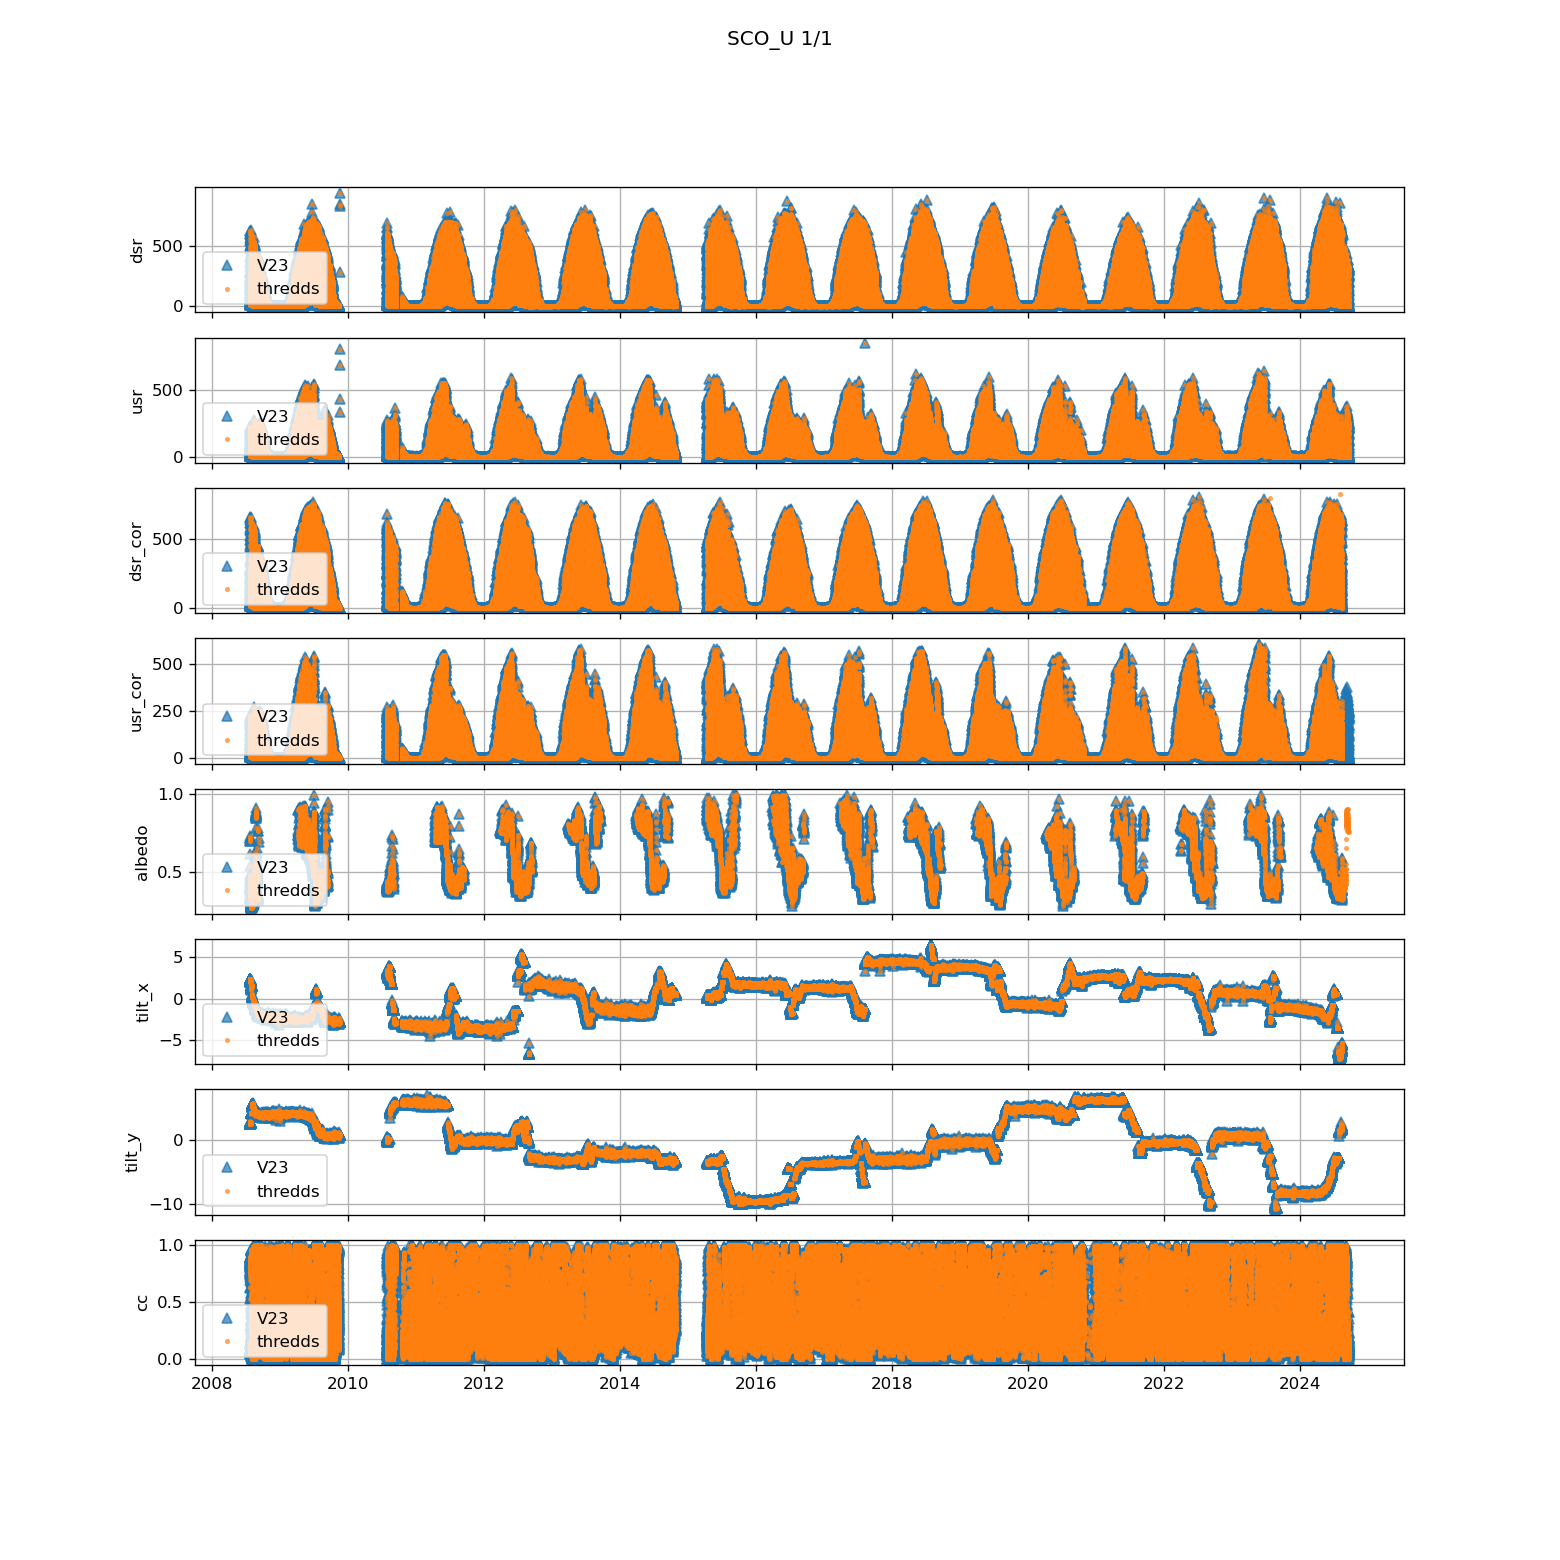 SCO_U 1/1
dsr
500
0
V23
thredds
usr
500
0
V23
thredds
dsr_cor
500
0
V23
thredds
usr_cor
500
250
0
V23
thredds
albedo
1.0
0.5
V23
thredds
tilt_x
5
0
−5
V23
thredds
tilt_y
0
−10
V23
thredds
cc
1.0
0.5
0.0
V23
thredds
2008 2010 2012 2014 2016 2018 2020 2022 2024